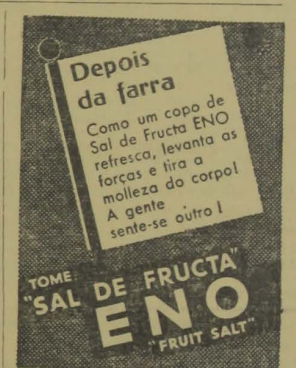 Depois
da farra
Como um copo de
Sal de Fructa ENO
refresca, levanta as
forças e tira a
molleza do corpo!
A gente
sente-se outro!
TOME
"SAL DE FRUCTA"
ENO
"FRUIT SALT"